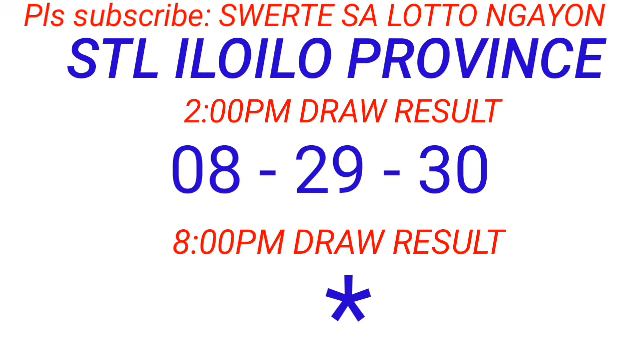 Pls subscribe: SWERTE SA LOTTO NGAYON
STL ILOILO PROVINCE
2:00PM DRAW RESULT
08 - 29 - 30
8:00PM DRAW RESULT
*